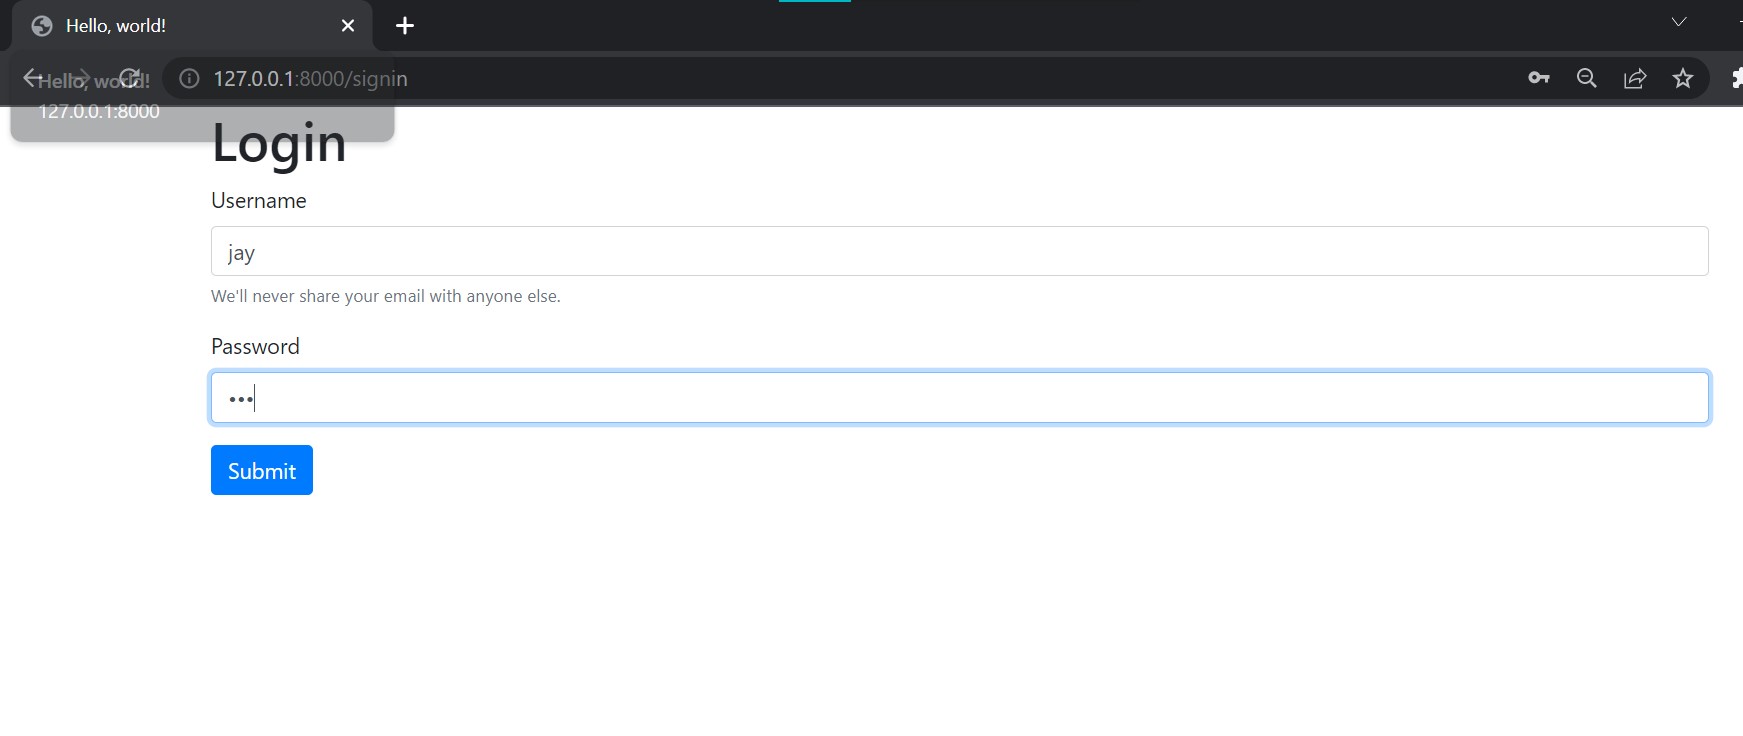 Hello, world!
127.0.0.1:8000/signin
Hello, world!
127.0.0.1:8000
Login
Username
jay
We'll never share your email with anyone else.
Password
•••
Submit